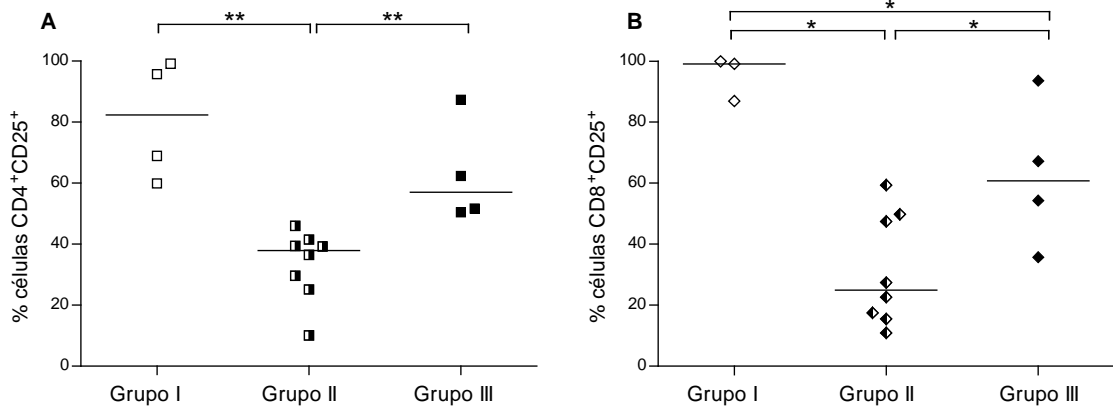 A
**
**
% células CD4⁺CD25⁺
100
80
60
40
20
0
Grupo I
Grupo II
Grupo III
B
*
*
*
% células CD8⁺CD25⁺
100
80
60
40
20
0
Grupo I
Grupo II
Grupo III